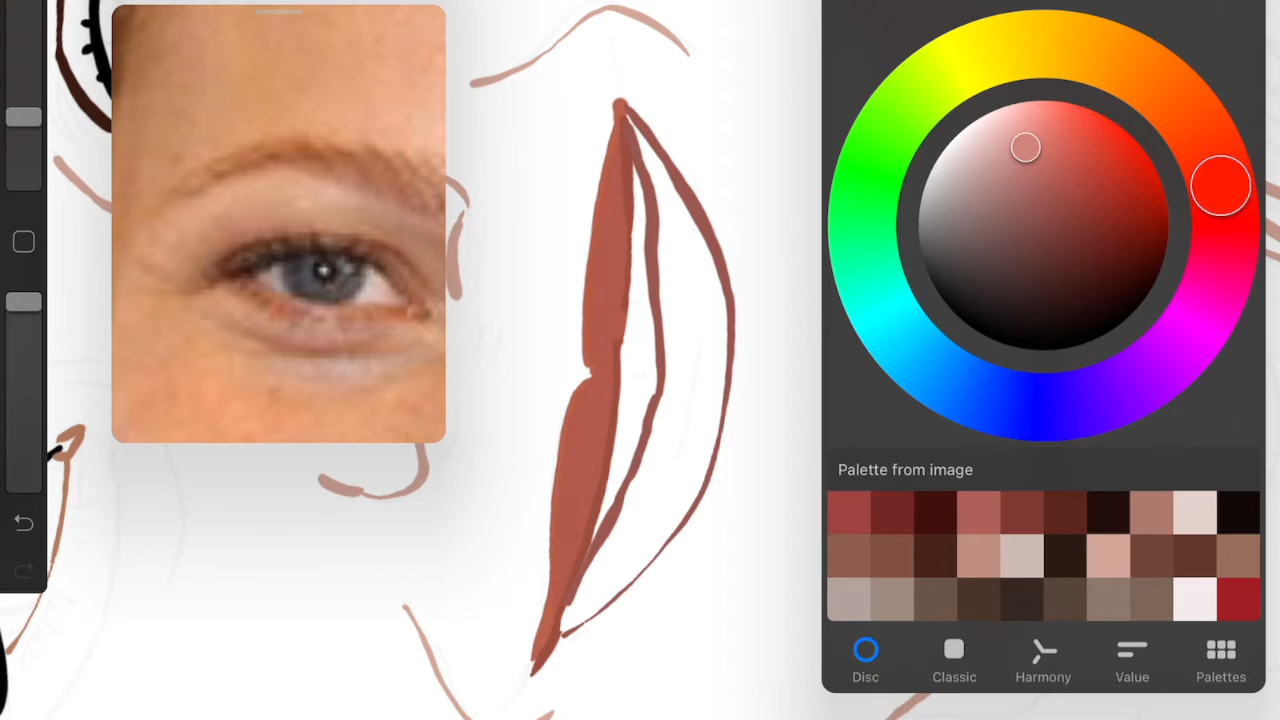 Palette from image
Disc
Classic
Harmony
Value
Palettes